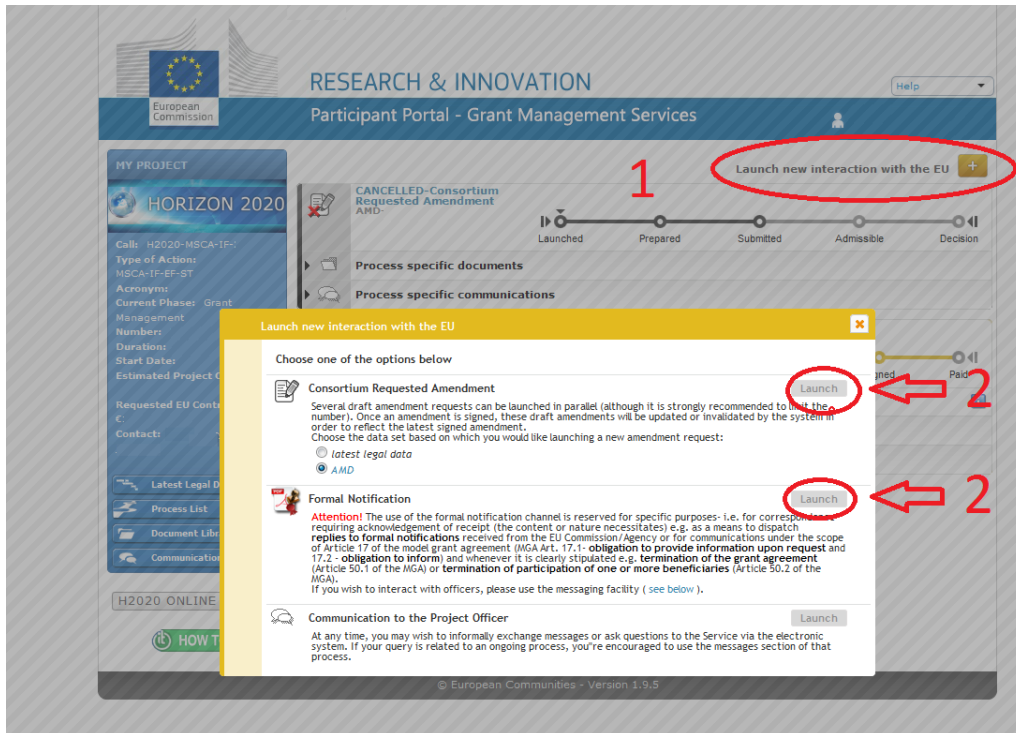 European
Commission
RESEARCH & INNOVATION
Help
Participant Portal - Grant Management Services
MY PROJECT
HORIZON 2020
Call: H2020-MSCA-IF-
Type of Action:
MSCA-IF-EF-ST
Acronym:
Current Phase: Grant
Management
Number:
Duration:
Start Date:
Estimated Project
Requested EU Contr
€:
Contact:
Latest Legal D
Process List
Document Libr
Communication
H2020 ONLINE
HOW T
1
Launch new interaction with the EU +
CANCELLED-Consortium
Requested Amendment
AMD-
Launched Prepared Submitted Admissible Decision
Process specific documents
Process specific communications
gned Paid
Launch new interaction with the EU
Choose one of the options below
Consortium Requested Amendment Launch
2
Several draft amendment requests can be launched in parallel (although it is strongly recommended to limit the
number). Once an amendment is signed, these draft amendments will be updated or invalidated by the system in
order to reflect the latest signed amendment.
Choose the data set based on which you would like launching a new amendment request:
latest legal data
AMD
Formal Notification Launch
2
Attention! The use of the formal notification channel is reserved for specific purposes- i.e. for correspondence
requiring acknowledgement of receipt (the content or nature necessitates) e.g. as a means to dispatch
replies to formal notifications received from the EU Commission/Agency or for communications under the scope
of Article 17 of the model grant agreement (MGA Art. 17.1- obligation to provide information upon request and
17.2 - obligation to inform) and whenever it is clearly stipulated e.g. termination of the grant agreement
(Article 50.1 of the MGA) or termination of participation of one or more beneficiaries (Article 50.2 of the
MGA).
If you wish to interact with officers, please use the messaging facility ( see below ).
Communication to the Project Officer Launch
At any time, you may wish to informally exchange messages or ask questions to the Service via the electronic
system. If your query is related to an ongoing process, you"re encouraged to use the messages section of that
process.
© European Communities - Version 1.9.5